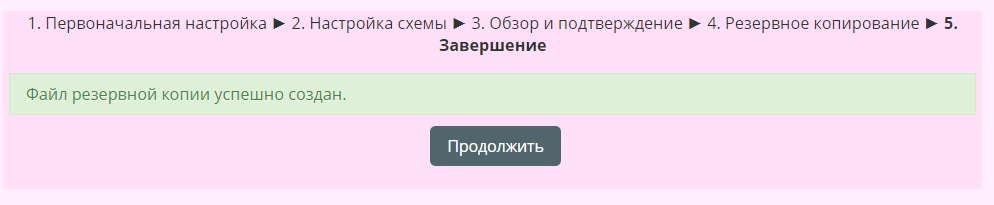 1. Первоначальная настройка ► 2. Настройка схемы ► 3. Обзор и подтверждение ► 4. Резервное копирование ► 5.
Завершение
Файл резервной копии успешно создан.
Продолжить